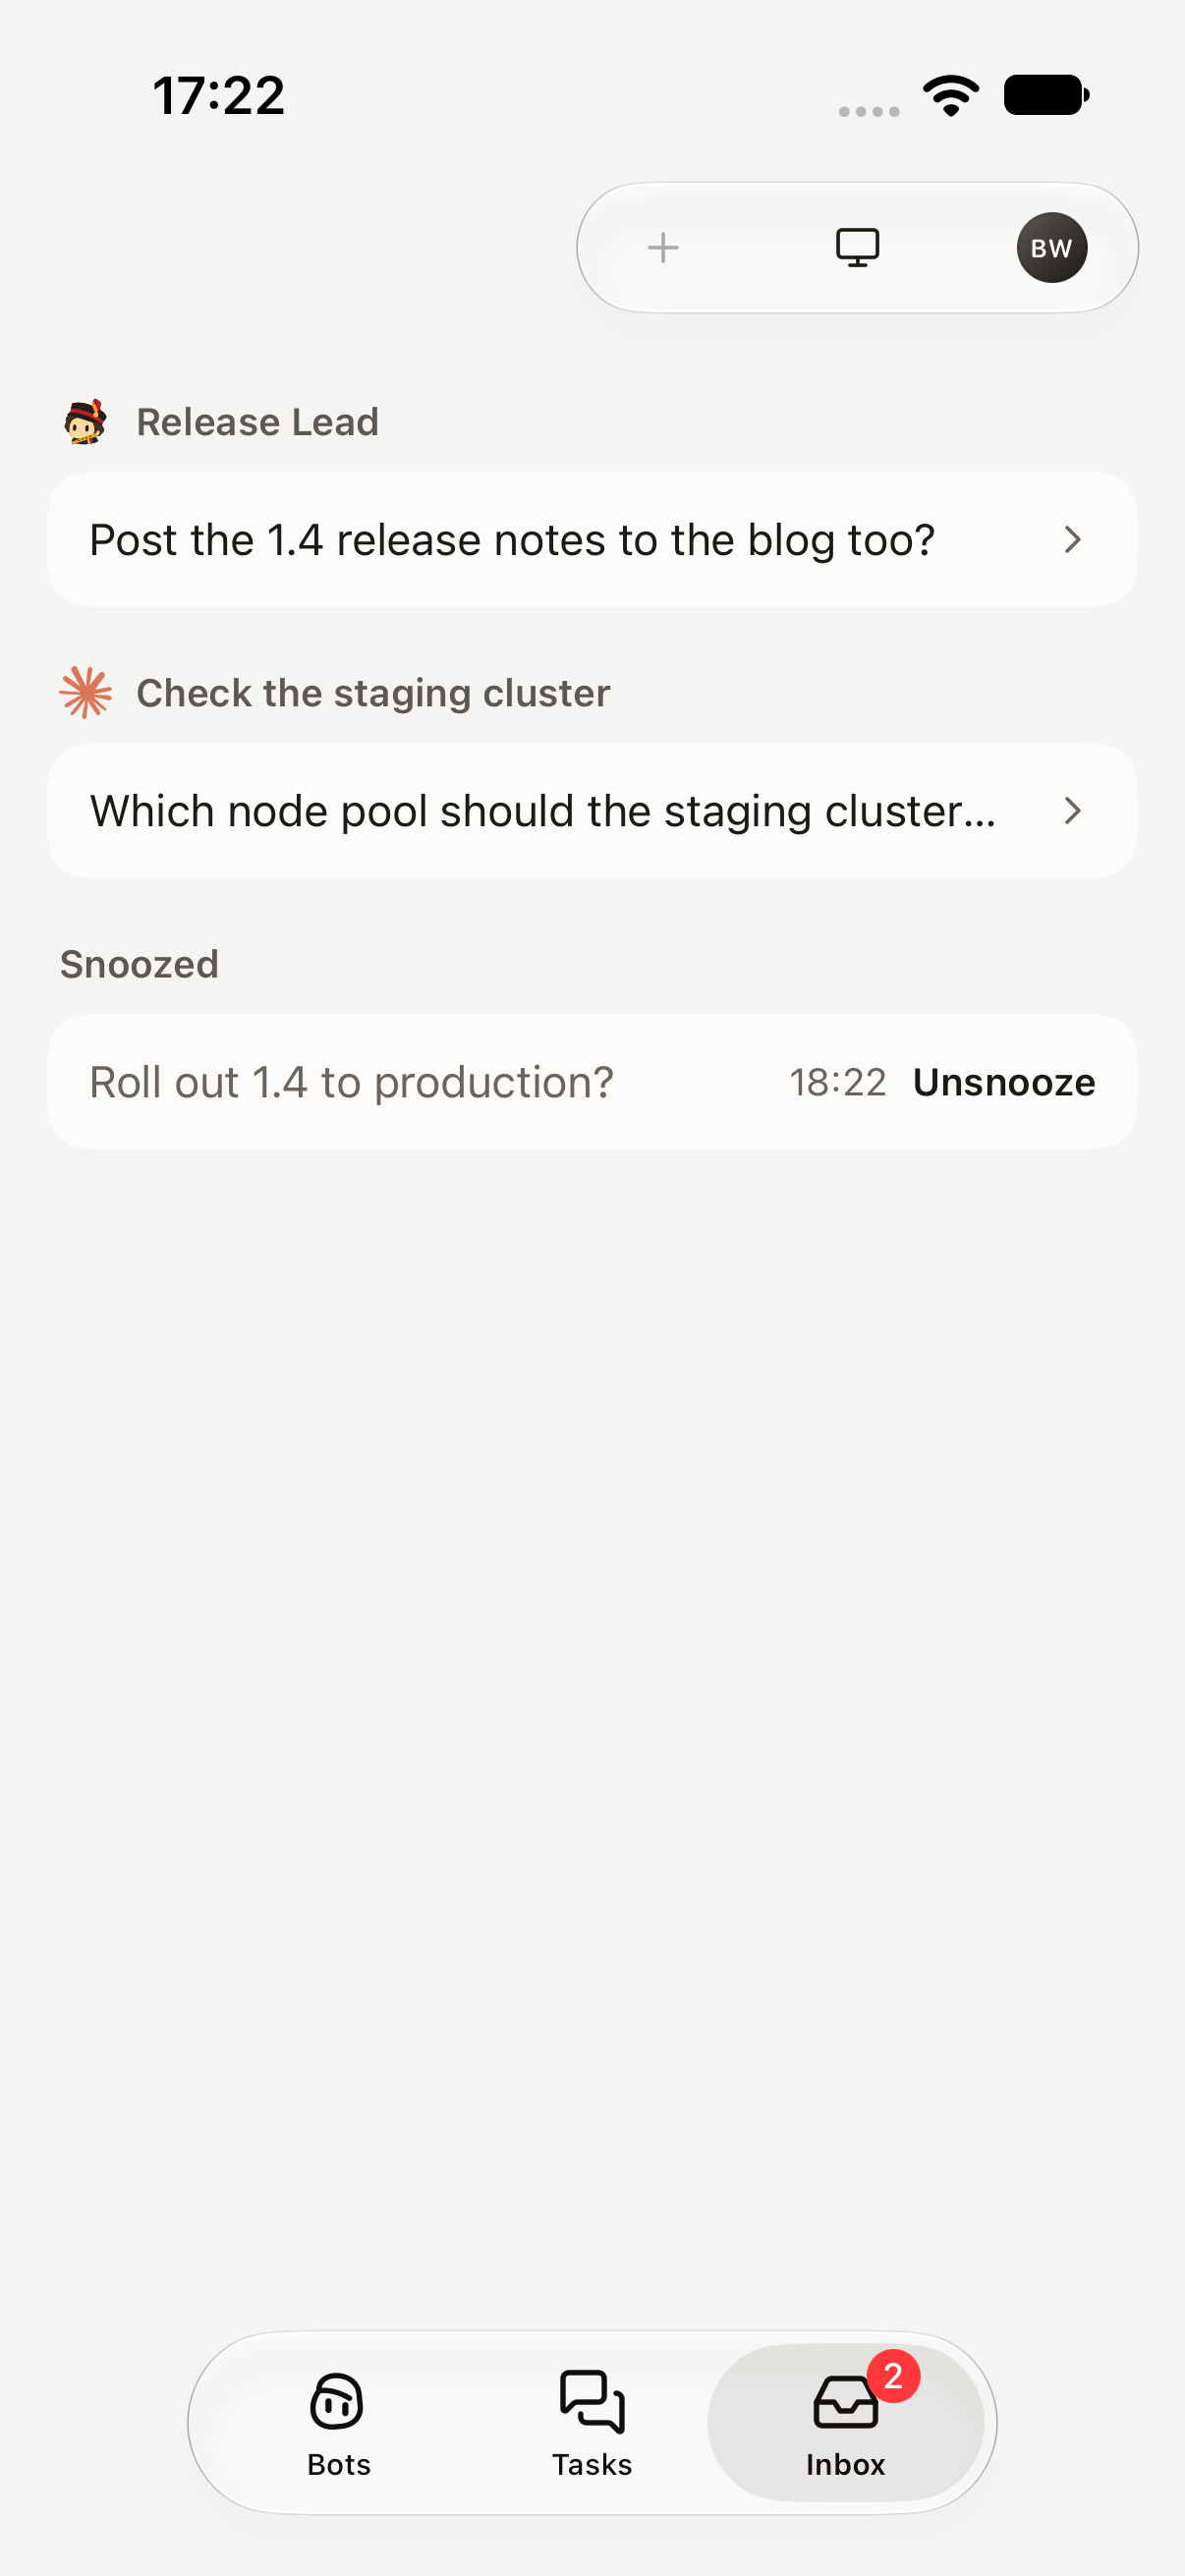 17:22
BW
Release Lead
Post the 1.4 release notes to the blog too?
Check the staging cluster
Which node pool should the staging cluster...
Snoozed
Roll out 1.4 to production? 18:22 Unsnooze
2
Bots Tasks Inbox